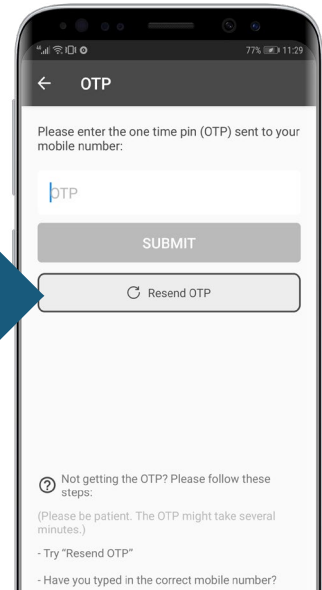 77% 11:29
OTP
Please enter the one time pin (OTP) sent to your
mobile number:
OTP
SUBMIT
Resend OTP
Not getting the OTP? Please follow these
steps:
(Please be patient. The OTP might take several
minutes.)
- Try "Resend OTP"
- Have you typed in the correct mobile number?